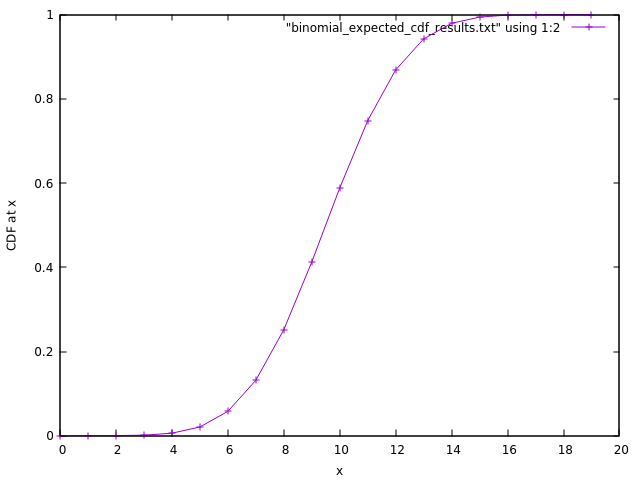 1
"binomial_expected_cdf_results.txt" using 1:2
0.8
0.6
CDF at x
0.4
0.2
0
0 2 4 6 8 10 12 14 16 18 20
x